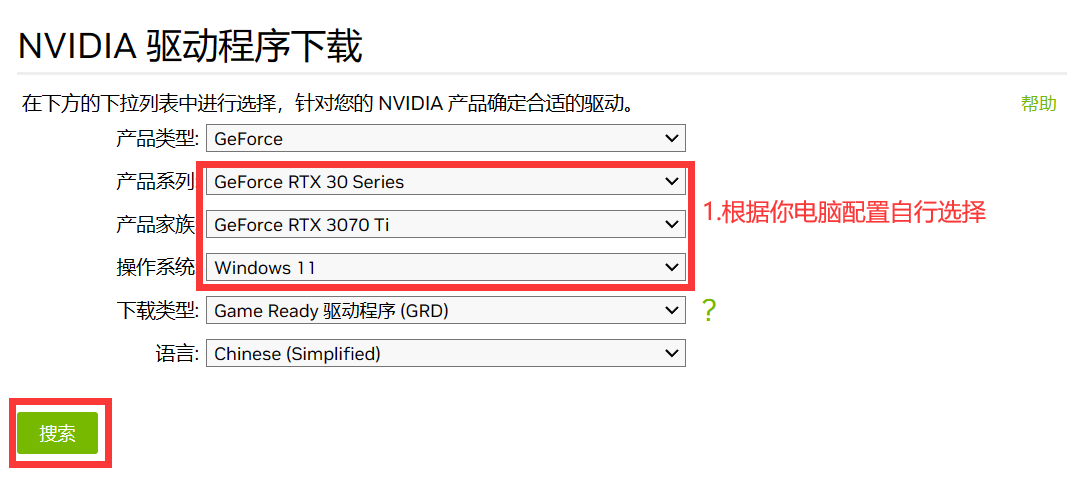 NVIDIA 驱动程序下载
在下方的下拉列表中进行选择，针对您的 NVIDIA 产品确定合适的驱动。 帮助
产品类型: GeForce
产品系列 GeForce RTX 30 Series
产品家族 GeForce RTX 3070 Ti 1.根据你电脑配置自行选择
操作系统 Windows 11
下载类型: Game Ready 驱动程序 (GRD) ?
语言: Chinese (Simplified)
搜索